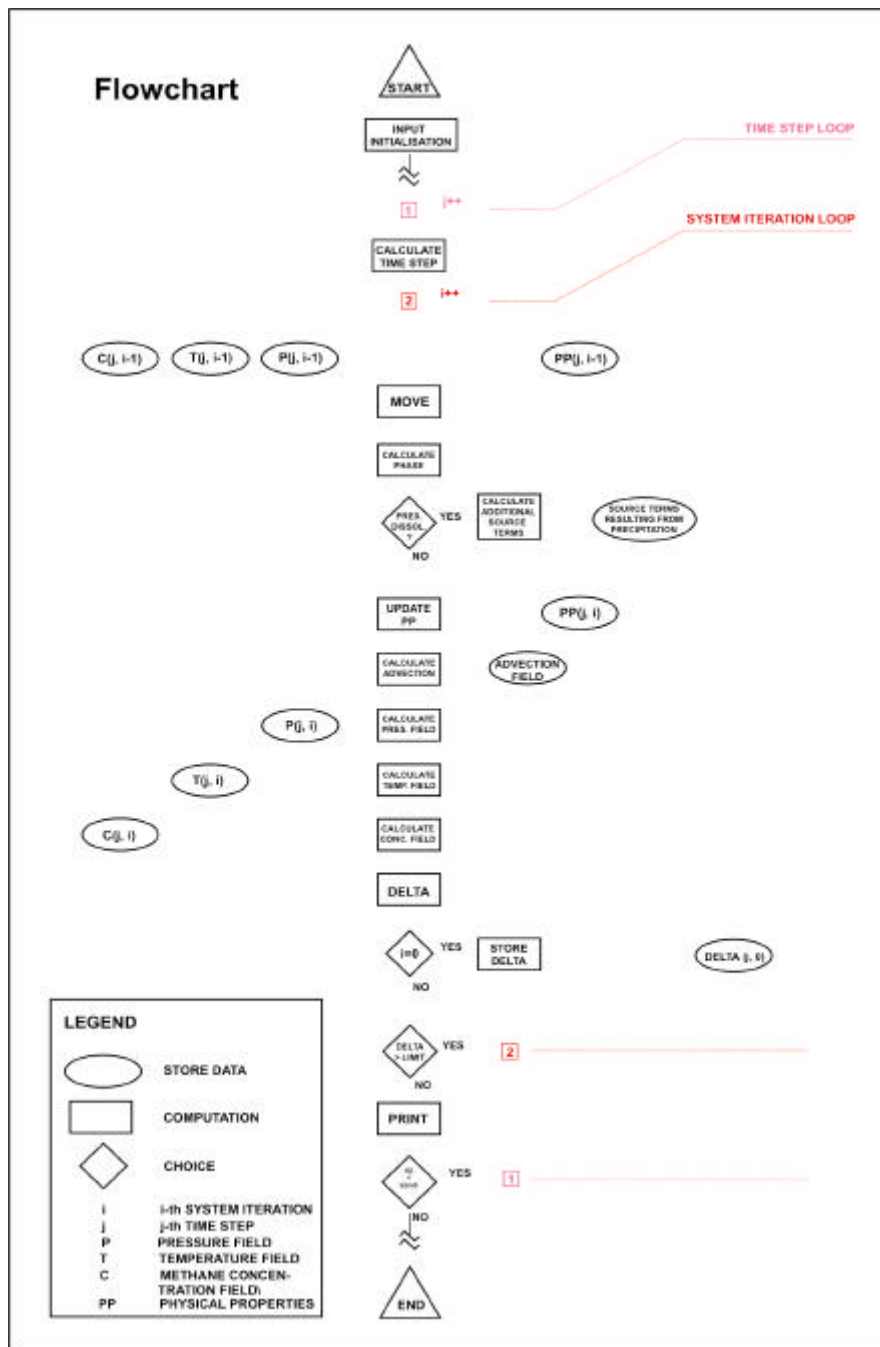 Flowchart
START
INPUT
INITIALISATION
TIME STEP LOOP
1
j++
SYSTEM ITERATION LOOP
CALCULATE
TIME STEP
2
i++
C(j, i-1)
T(j, i-1)
P(j, i-1)
PP(j, i-1)
MOVE
CALCULATE
PHASE
PRES.
DISSOL.
?
YES
NO
CALCULATE
ADDITIONAL
SOURCE
TERMS
SOURCE TERMS
RESULTING FROM
PRECIPITATION
UPDATE
PP
PP(j, i)
CALCULATE
ADVECTION
ADVECTION
FIELD
P(j, i)
CALCULATE
PRES. FIELD
T(j, i)
CALCULATE
TEMP. FIELD
C(j, i)
CALCULATE
CONC. FIELD
DELTA
i=0
YES
NO
STORE
DELTA
DELTA (j, 0)
DELTA
> LIMIT
YES
NO
2
PRINT
YES
NO
1
END
LEGEND
STORE DATA
COMPUTATION
CHOICE
i i-th SYSTEM ITERATION
j j-th TIME STEP
P PRESSURE FIELD
T TEMPERATURE FIELD
C METHANE CONCEN-
TRATION FIELD\
PP PHYSICAL PROPERTIES